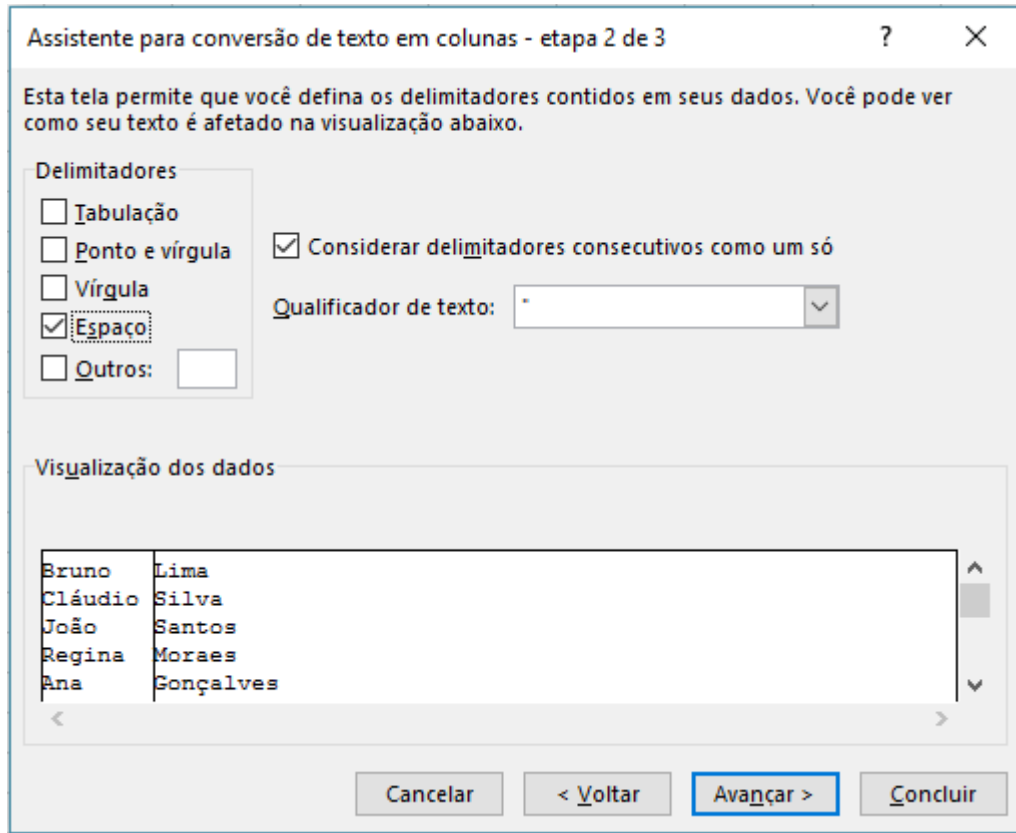 Assistente para conversão de texto em colunas - etapa 2 de 3 ? ×
Esta tela permite que você defina os delimitadores contidos em seus dados. Você pode ver
como seu texto é afetado na visualização abaixo.
Delimitadores
Tabulação
Ponto e vírgula
Vírgula
Espaço
Outros:
Considerar delimitadores consecutivos como um só
Qualificador de texto: "
Visualização dos dados
Bruno Lima
Cláudio Silva
João Santos
Regina Moraes
Ana Gonçalves
Cancelar < Voltar Avançar > Concluir